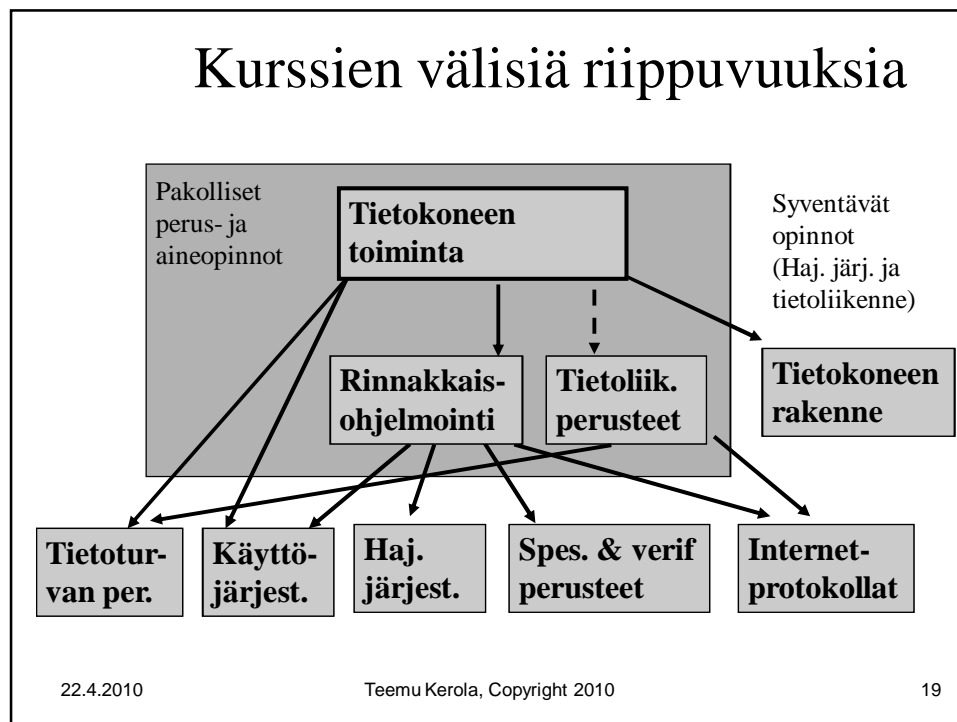 Kurssien välisiä riippuvuuksia
Pakolliset
perus- ja
aineopinnot
Tietokoneen
toiminta
Syventävät
opinnot
(Haj. järj. ja
tietoliikenne)
Rinnakkais-
ohjelmointi
Tietoliik.
perusteet
Tietokoneen
rakenne
Tietotur-
van per.
Käyttö-
järjest.
Haj.
järjest.
Spes. & verif
perusteet
Internet-
protokollat
22.4.2010
Teemu Kerola, Copyright 2010
19